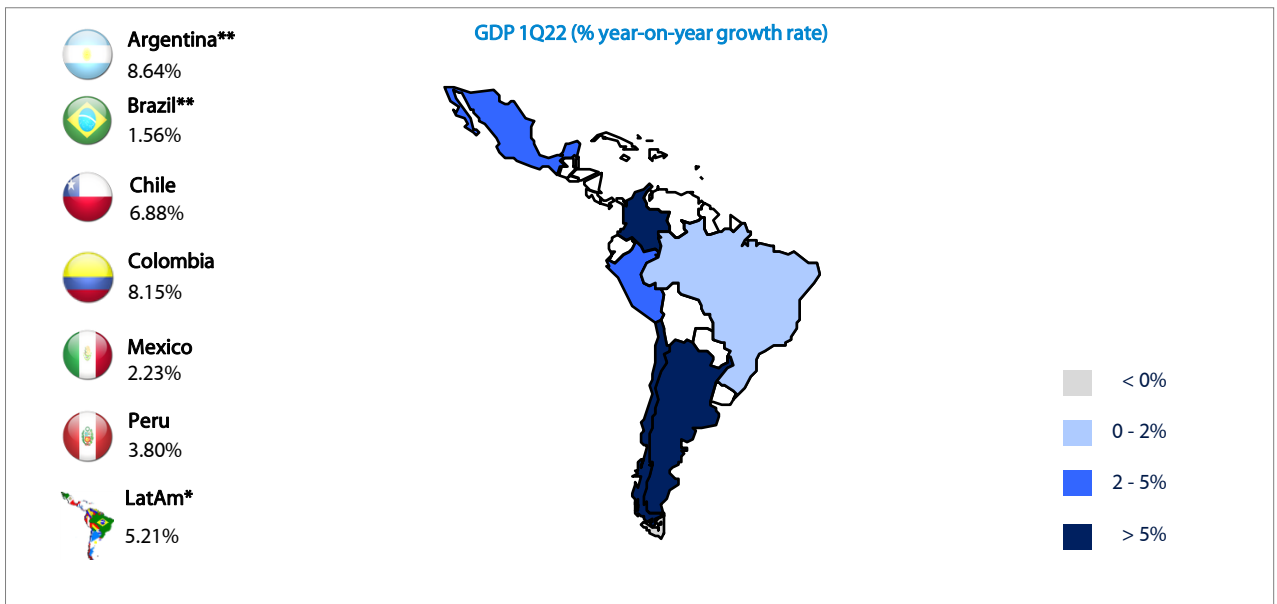 GDP 1Q22 (% year-on-year growth rate)
Argentina**
8.64%
Brazil**
1.56%
Chile
6.88%
Colombia
8.15%
Mexico
2.23%
Peru
3.80%
LatAm*
5.21%
< 0%
0 - 2%
2 - 5%
> 5%